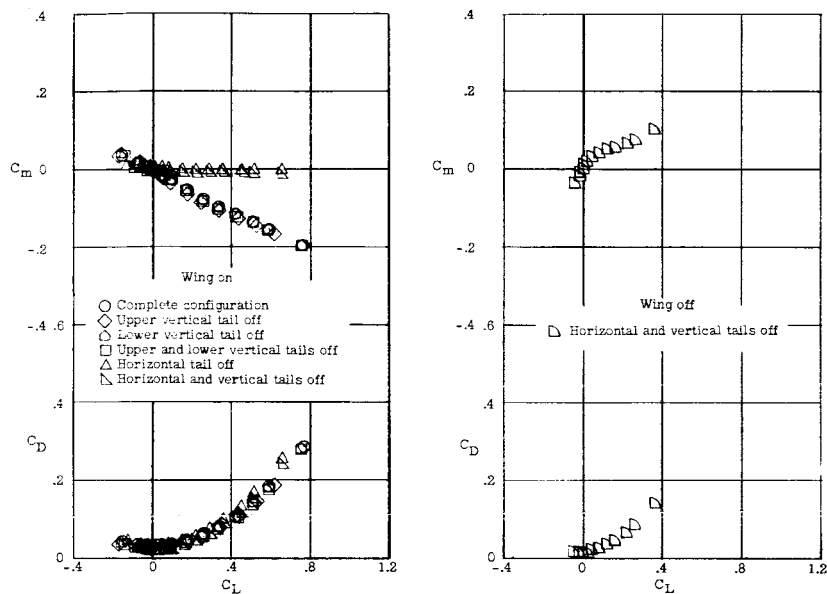 .4
.2
C_m 0
-.2
Wing on
Complete configuration
Upper vertical tail off
Lower vertical tail off
Upper and lower vertical tails off
Horizontal tail off
Horizontal and vertical tails off
-.4 .6
.4
C_D
.2
0
-.4 0 .4 .8 1.2
C_L
.4
.2
C_m 0
-.2
Wing off
Horizontal and vertical tails off
-.4 .6
.4
C_D
.2
0
-.4 0 .4 .8 1.2
C_L